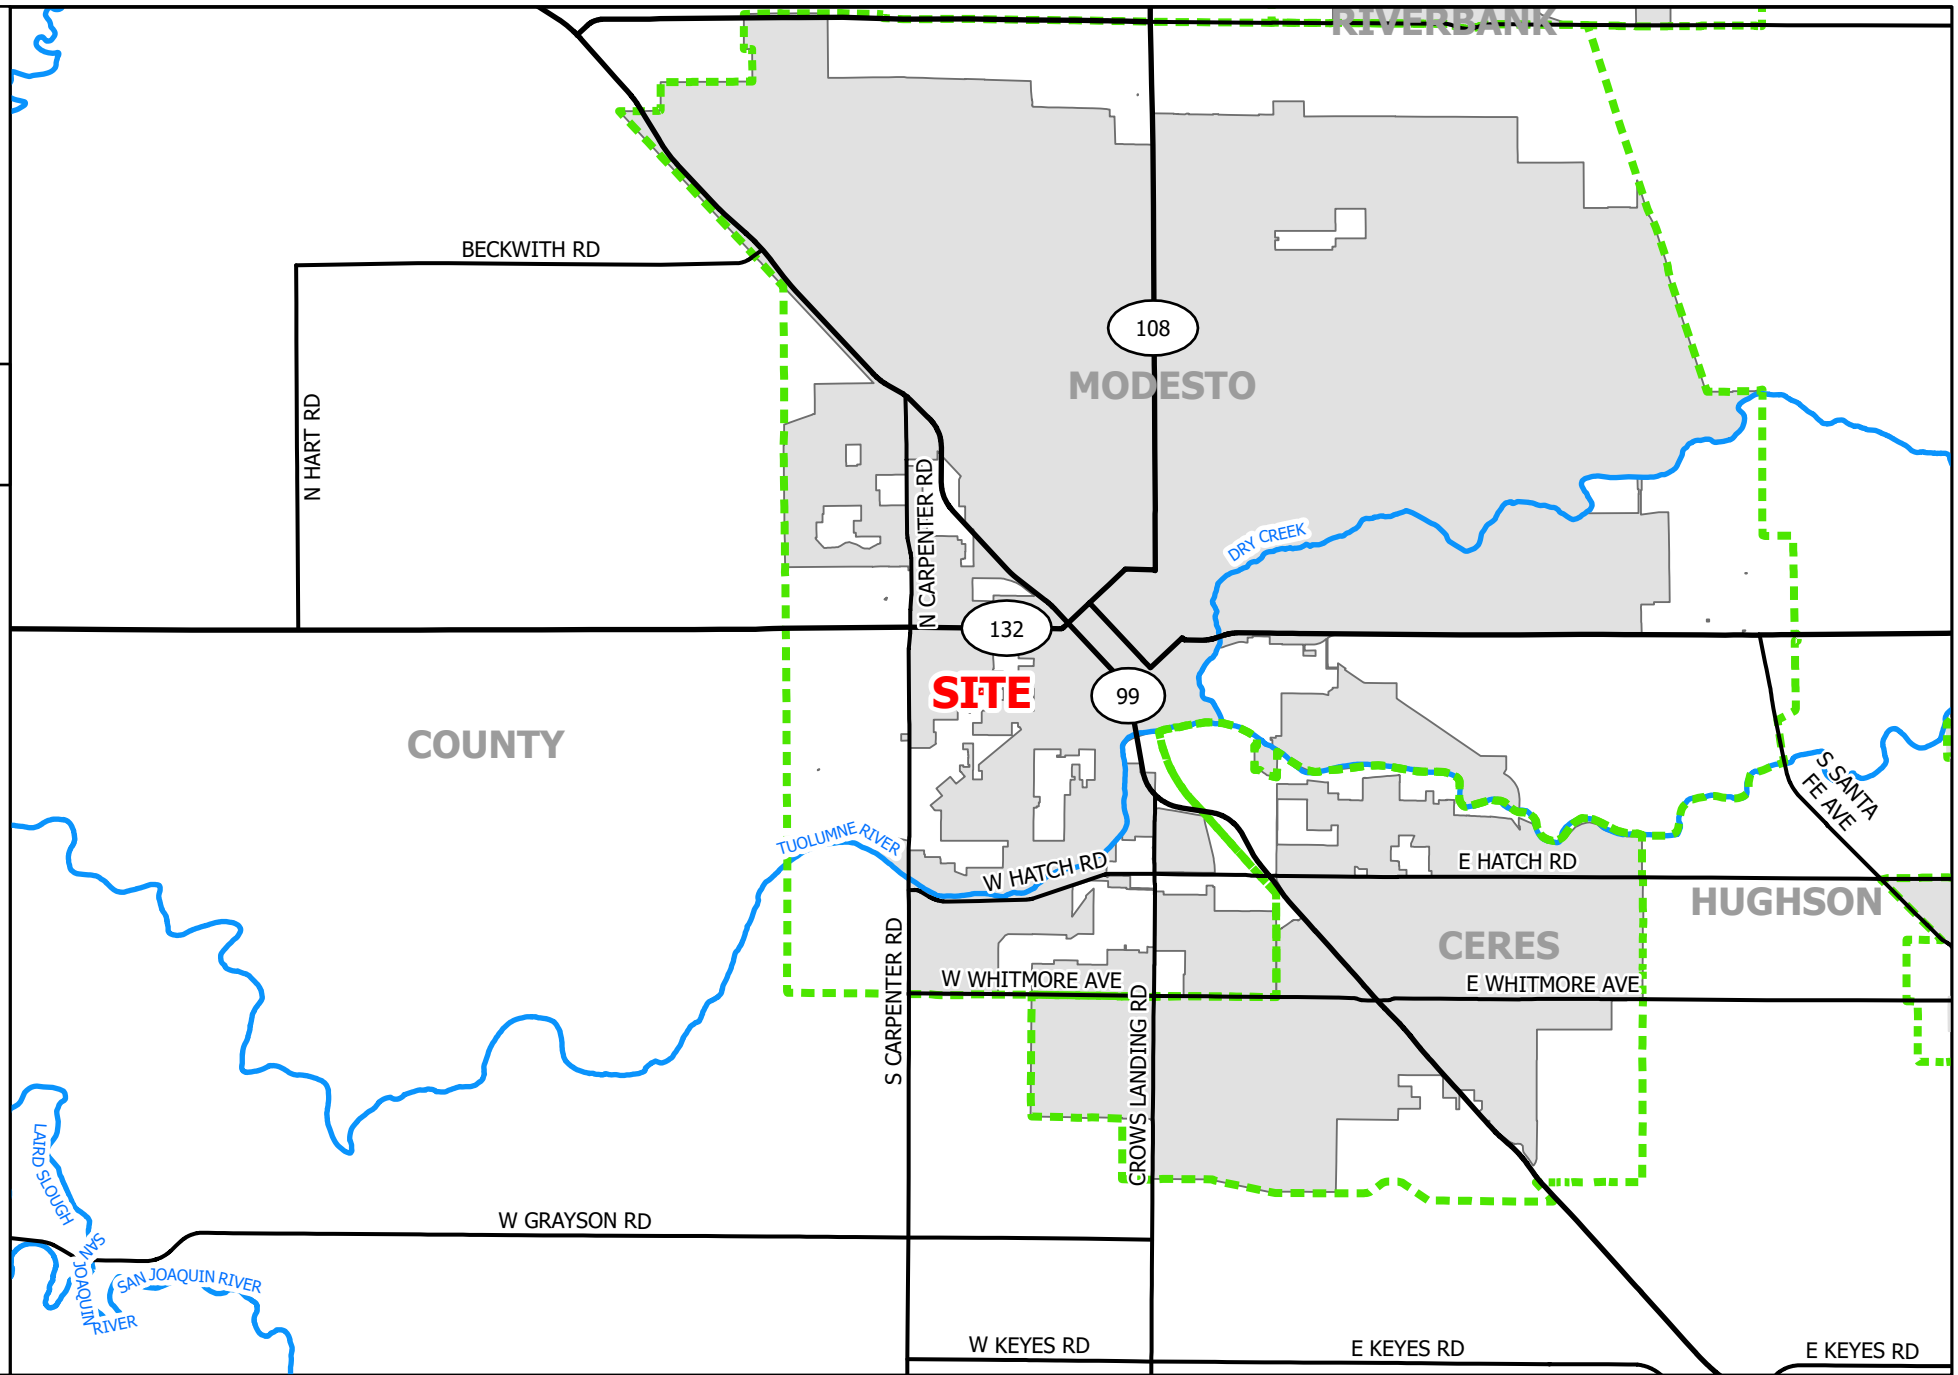 RIVERBANK
BECKWITH RD
108
MODESTO
N HART RD
N CARPENTER RD
DRY CREEK
132
SITE
99
COUNTY
S SANTA
FE AVE
TUOLUMNE RIVER
W HATCH RD
E HATCH RD
HUGHSON
CERES
S CARPENTER RD
W WHITMORE AVE
E WHITMORE AVE
CROWS LANDING RD
LAIRD SLOUGH
W GRAYSON RD
SAN JOAQUIN RIVER
SAN JOAQUIN RIVER
W KEYES RD
E KEYES RD
E KEYES RD